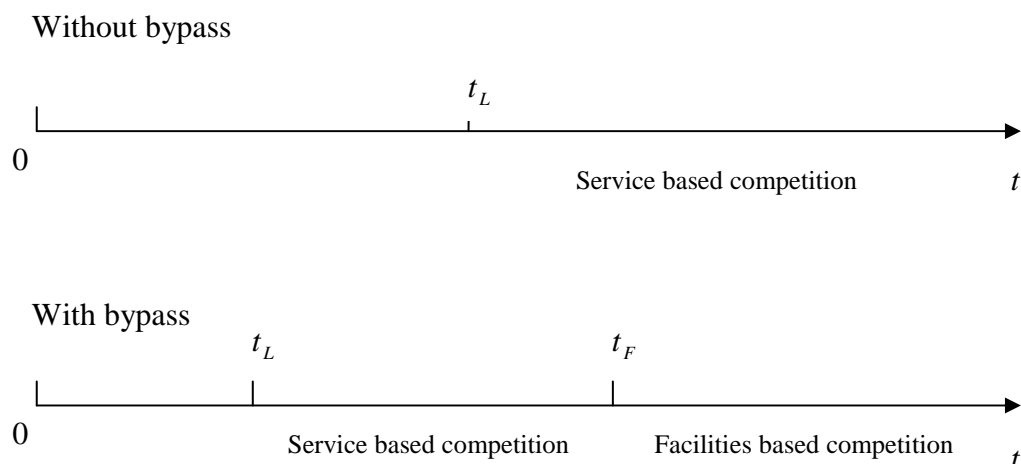 Without bypass
t_L
0
Service based competition t
With bypass
t_L t_F
0
Service based competition Facilities based competition t